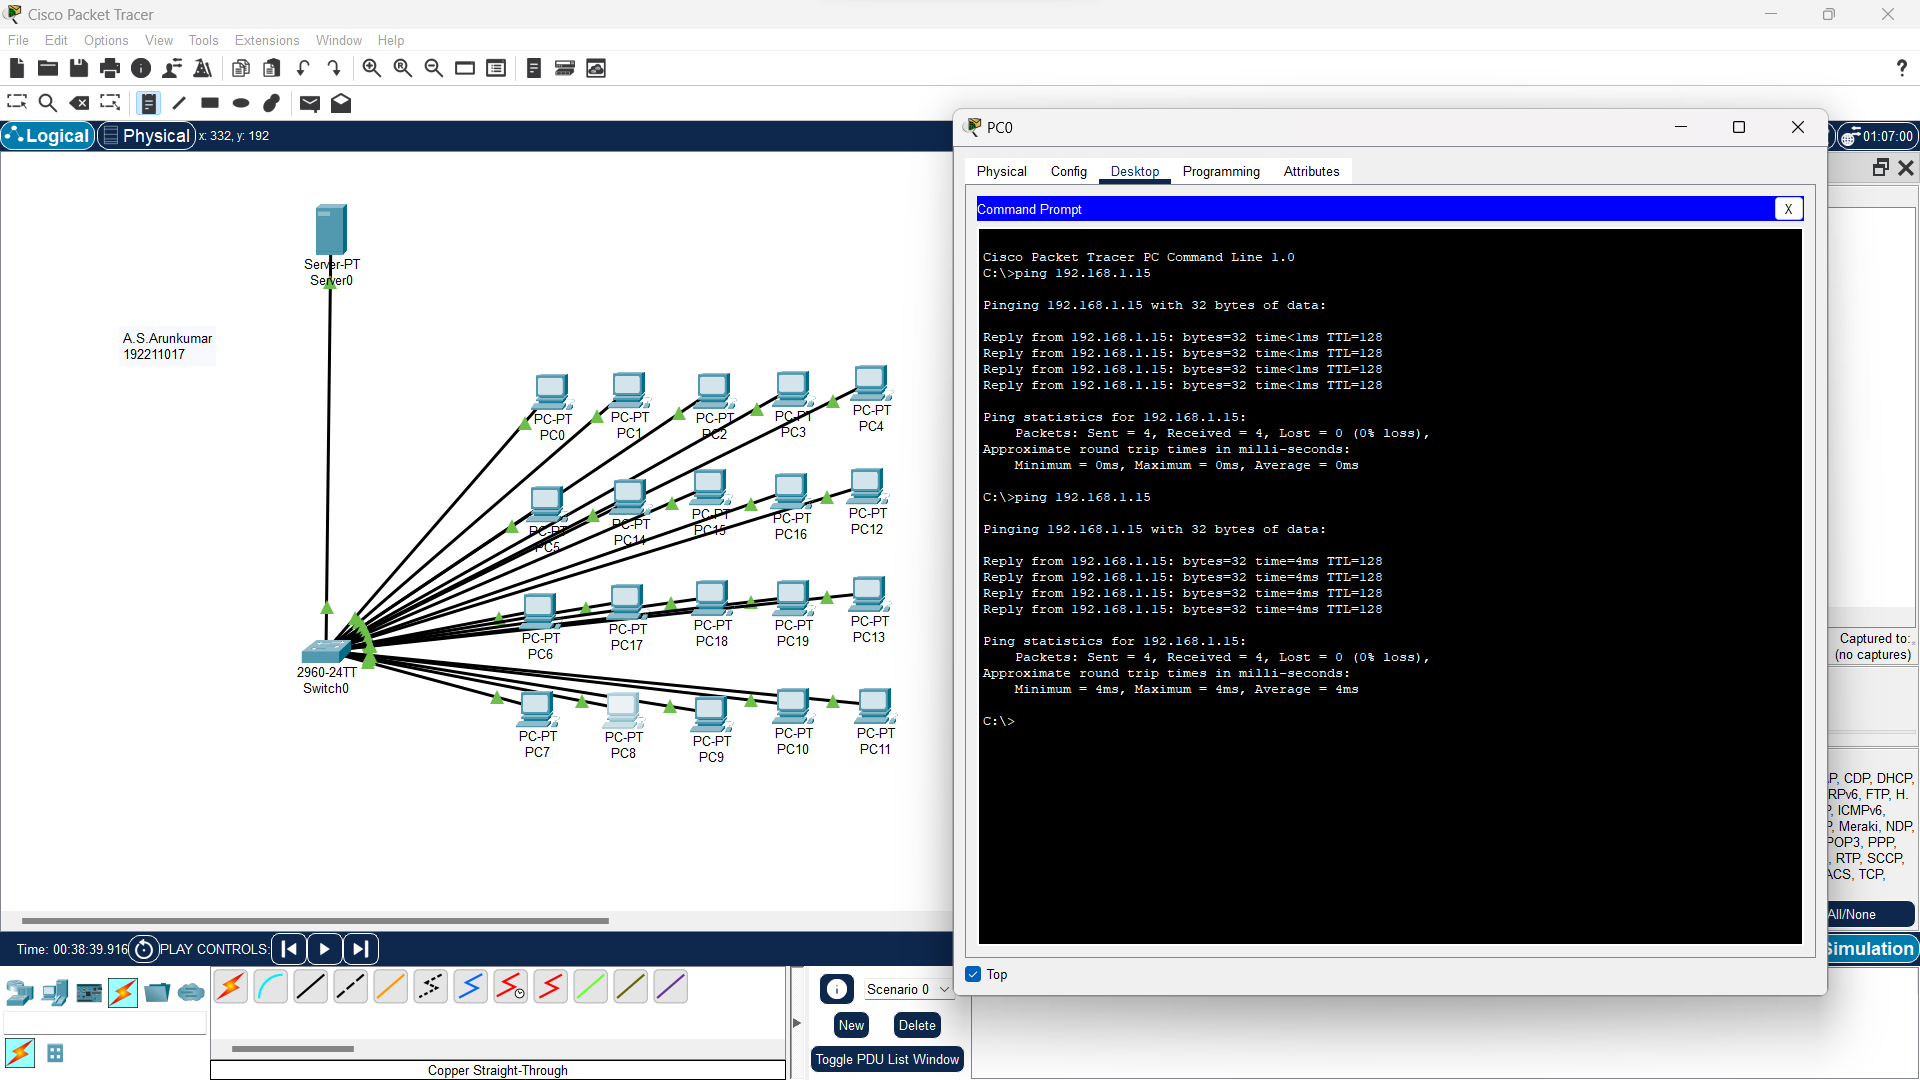 Cisco Packet Tracer
File Edit Options View Tools Extensions Window Help
Logical Physical x: 332, y: 192
01:07:00
Server-PT
Server0
A.S.Arunkumar
192211017
PC-PT
PC0
PC-PT
PC1
PC-PT
PC2
PC-PT
PC3
PC-PT
PC4
PC-PT
PC5
PC-PT
PC14
PC-PT
PC15
PC-PT
PC16
PC-PT
PC12
PC-PT
PC6
PC-PT
PC17
PC-PT
PC18
PC-PT
PC19
PC-PT
PC13
2960-24TT
Switch0
PC-PT
PC7
PC-PT
PC8
PC-PT
PC9
PC-PT
PC10
PC-PT
PC11
PC0
Physical Config Desktop Programming Attributes
Command Prompt
X
Cisco Packet Tracer PC Command Line 1.0
C:\>ping 192.168.1.15
Pinging 192.168.1.15 with 32 bytes of data:
Reply from 192.168.1.15: bytes=32 time<1ms TTL=128
Reply from 192.168.1.15: bytes=32 time<1ms TTL=128
Reply from 192.168.1.15: bytes=32 time<1ms TTL=128
Reply from 192.168.1.15: bytes=32 time<1ms TTL=128
Ping statistics for 192.168.1.15:
Packets: Sent = 4, Received = 4, Lost = 0 (0% loss),
Approximate round trip times in milli-seconds:
Minimum = 0ms, Maximum = 0ms, Average = 0ms
C:\>ping 192.168.1.15
Pinging 192.168.1.15 with 32 bytes of data:
Reply from 192.168.1.15: bytes=32 time=4ms TTL=128
Reply from 192.168.1.15: bytes=32 time=4ms TTL=128
Reply from 192.168.1.15: bytes=32 time=4ms TTL=128
Reply from 192.168.1.15: bytes=32 time=4ms TTL=128
Ping statistics for 192.168.1.15:
Packets: Sent = 4, Received = 4, Lost = 0 (0% loss),
Approximate round trip times in milli-seconds:
Minimum = 4ms, Maximum = 4ms, Average = 4ms
C:\>
Top
Captured to:
(no captures)
P, CDP, DHCP,
RPv6, FTP, H.
ICMPv6,
Meraki, NDP,
POP3, PPP,
, RTP, SCCP,
ACS, TCP,
All/None
Simulation
Time: 00:38:39.916 PLAY CONTROLS:
Scenario 0
New Delete
Toggle PDU List Window
Copper Straight-Through